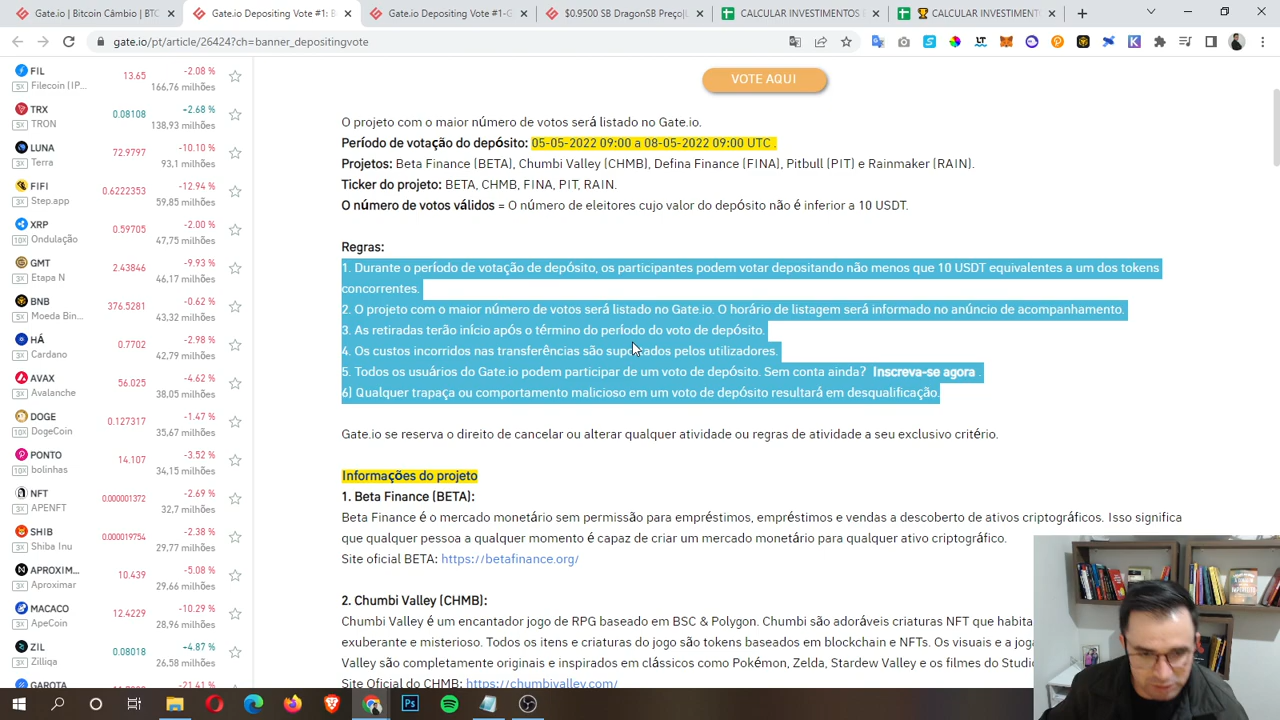 Gate.io | Bitcoin Câmbio | BTC
Gate.io Depositing Vote #1: B
Gate.io Depositing Vote #1-G
$0.9500 SB DragonSB Preço|L
CALCULAR INVESTIMENTOS E
CALCULAR INVESTIMENT
gate.io/pt/article/26424?ch=banner_depositingvote
FIL 13.65 -2.08 %
5X Filecoin (IP... 166.76 milhões
TRX 0.08108 +2.68 %
5X TRON 138,93 milhões
LUNA 72.9797 -10.10 %
3X Terra 93,1 milhões
FIFI 0.6222353 -12.94 %
3X Step.app 59,85 milhões
XRP 0.59705 -2.00 %
10X Ondulação 47,75 milhões
GMT 2.43846 -9.93 %
3X Etapa N 46,17 milhões
BNB 376.5281 -0.62 %
3X Moeda Bin... 43,32 milhões
HÁ 0.7702 -2.98 %
3X Cardano 42,79 milhões
AVAX 56.025 -4.62 %
3X Avalanche 38,05 milhões
DOGE 0.127317 -1.47 %
10X DogeCoin 35,67 milhões
PONTO 14.107 -3.52 %
10X bolinhas 34,15 milhões
NFT 0.000001372 -2.69 %
3X APENFT 32,7 milhões
SHIB 0.000019754 -2.38 %
3X Shiba Inu 29,77 milhões
APROXIM... 10.439 -5.08 %
3X Aproximar 29.66 milhões
MACACO 12.4229 -10.29 %
3X ApeCoin 28,96 milhões
ZIL 0.08018 +4.87 %
3X Zilliqa 26.58 milhões
GAROTA -21.41 %
VOTE AQUI
O projeto com o maior número de votos será listado no Gate.io.
Período de votação do depósito: 05-05-2022 09:00 a 08-05-2022 09:00 UTC .
Projetos: Beta Finance (BETA), Chumbi Valley (CHMB), Defina Finance (FINA), Pitbull (PIT) e Rainmaker (RAIN).
Ticker do projeto: BETA, CHMB, FINA, PIT, RAIN.
O número de votos válidos = O número de eleitores cujo valor do depósito não é inferior a 10 USDT.
Regras:
1. Durante o período de votação de depósito, os participantes podem votar depositando não menos que 10 USDT equivalentes a um dos tokens
concorrentes.
2. O projeto com o maior número de votos será listado no Gate.io. O horário de listagem será informado no anúncio de acompanhamento.
3. As retiradas terão início após o término do período do voto de depósito.
4. Os custos incorridos nas transferências são suportados pelos utilizadores.
5. Todos os usuários do Gate.io podem participar de um voto de depósito. Sem conta ainda? Inscreva-se agora .
6) Qualquer trapaça ou comportamento malicioso em um voto de depósito resultará em desqualificação.
Gate.io se reserva o direito de cancelar ou alterar qualquer atividade ou regras de atividade a seu exclusivo critério.
Informações do projeto
1. Beta Finance (BETA):
Beta Finance é o mercado monetário sem permissão para empréstimos, empréstimos e vendas a descoberto de ativos criptográficos. Isso significa
que qualquer pessoa a qualquer momento é capaz de criar um mercado monetário para qualquer ativo criptográfico.
Site oficial BETA: https://betafinance.org/
2. Chumbi Valley (CHMB):
Chumbi Valley é um encantador jogo de RPG baseado em BSC & Polygon. Chumbi são adoráveis criaturas NFT que habita
exuberante e misterioso. Todos os itens e criaturas do jogo são tokens baseados em blockchain e NFTs. Os visuais e a joga
Valley são completamente originais e inspirados em clássicos como Pokémon, Zelda, Stardew Valley e os filmes do Studi
Site Oficial do CHMB: https://chumbivalley.com/